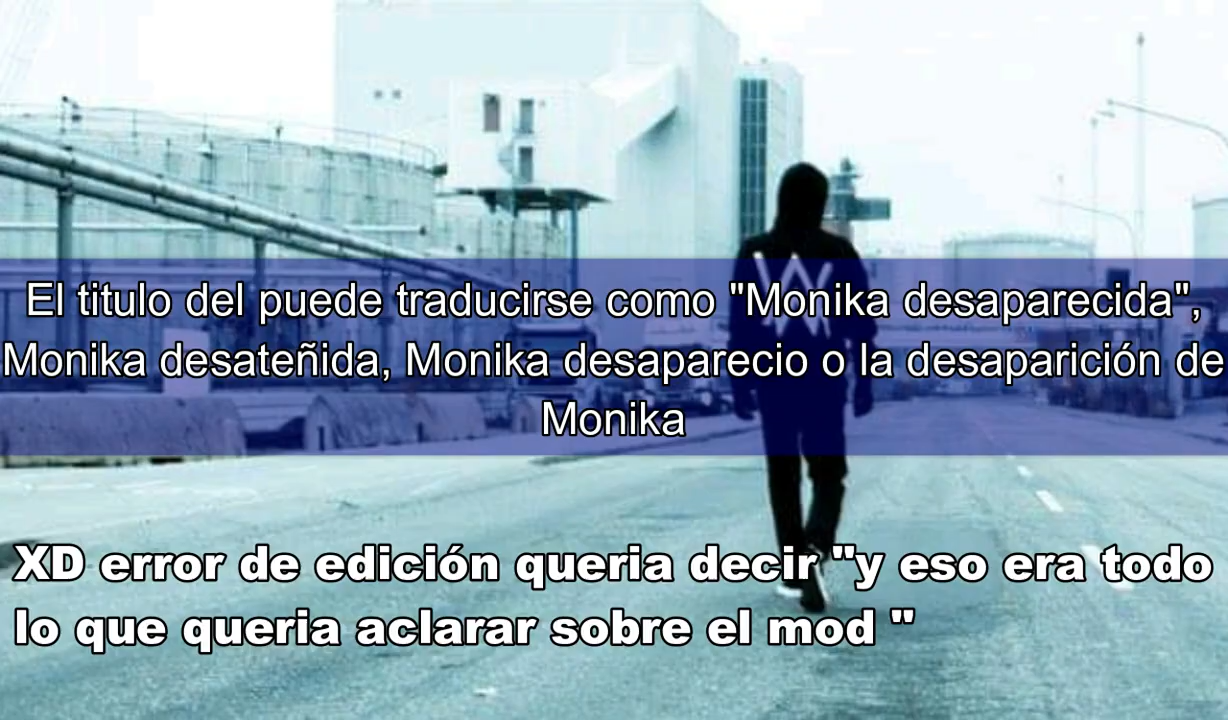 El titulo del puede traducirse como "Monika desaparecida",
Monika desateñida, Monika desaparecio o la desaparición de
Monika
XD error de edición queria decir "y eso era todo
lo que queria aclarar sobre el mod "